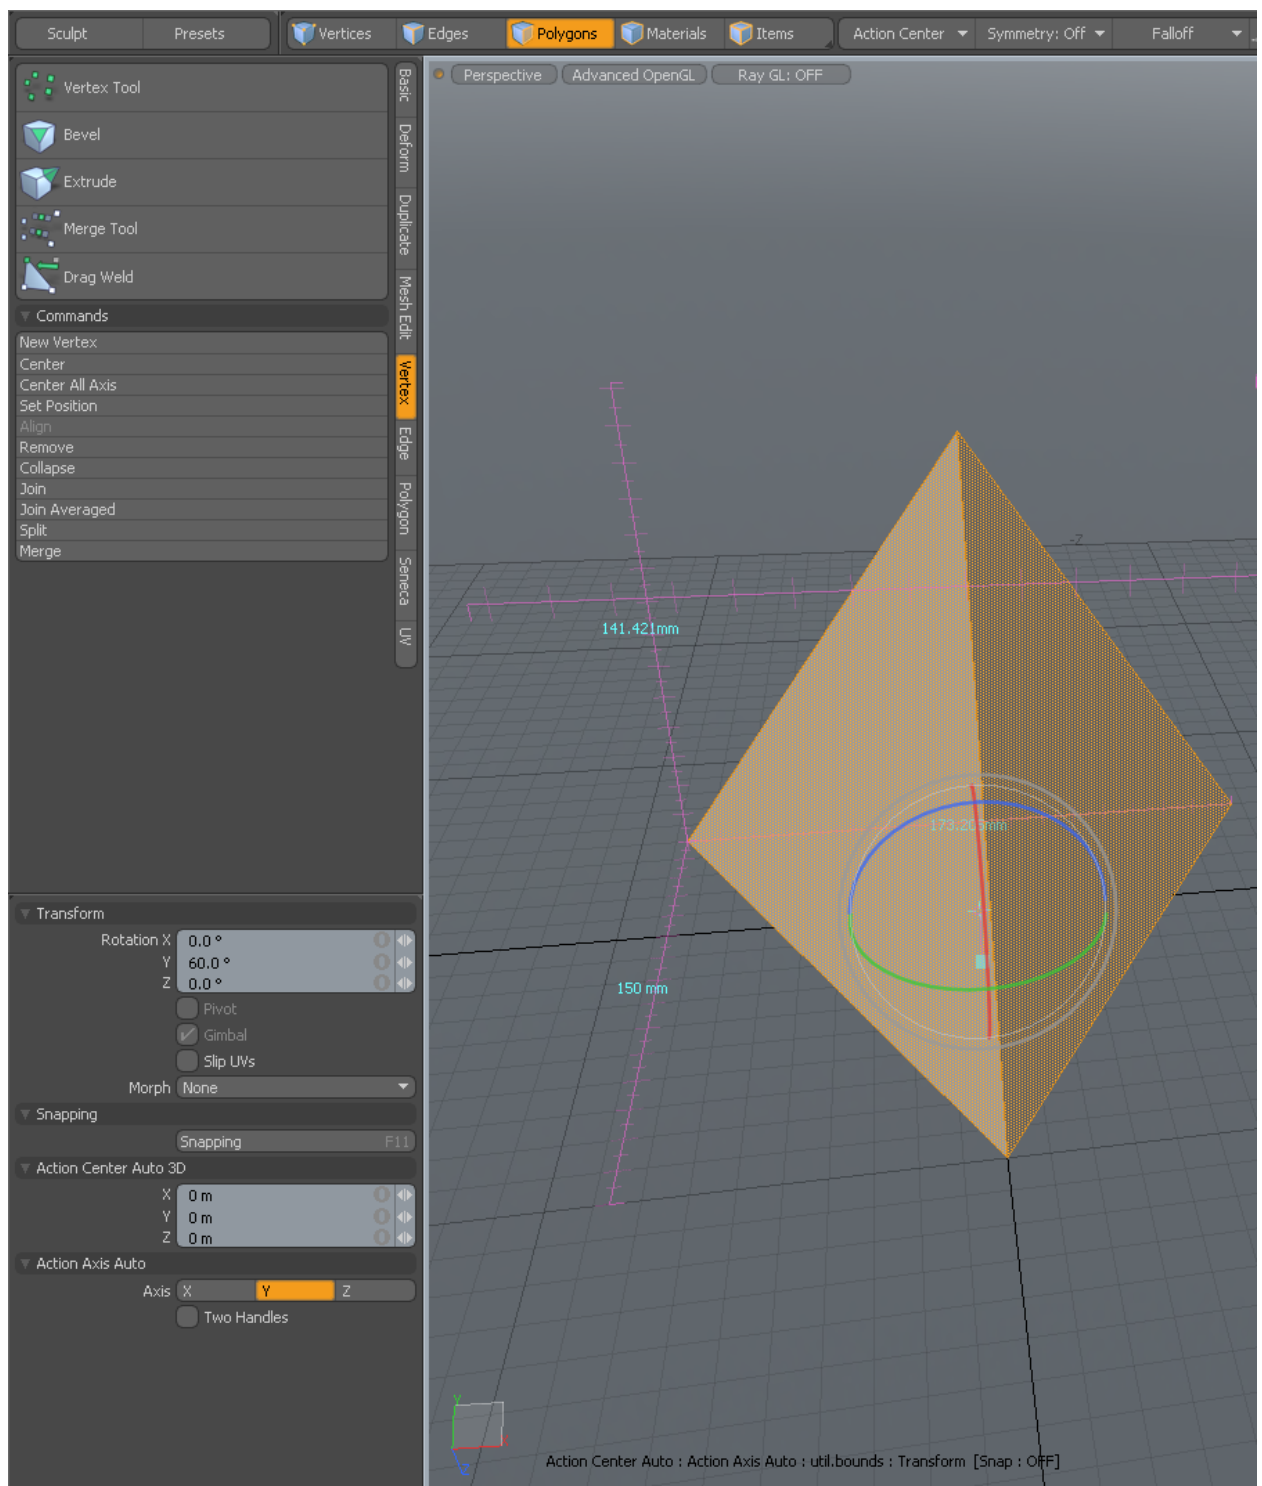 Sculpt Presets Vertices Edges Polygons Materials Items Action Center Symmetry: Off Falloff
Perspective Advanced OpenGL Ray GL: OFF
Vertex Tool
Bevel
Extrude
Merge Tool
Drag Weld
Commands
New Vertex
Center
Center All Axis
Set Position
Align
Remove
Collapse
Join
Join Averaged
Split
Merge
Basic
Deform
Duplicate
Mesh Edit
Vertex
Edge
Polygon
Seneca
UV
-Z
141.421mm
173.205mm
150 mm
Transform
Rotation X 0.0 °
Y 60.0 °
Z 0.0 °
Pivot
Gimbal
Slip UVs
Morph None
Snapping
Snapping F11
Action Center Auto 3D
X 0 m
Y 0 m
Z 0 m
Action Axis Auto
Axis X Y Z
Two Handles
Y
X
Z
Action Center Auto : Action Axis Auto : util.bounds : Transform [Snap : OFF]